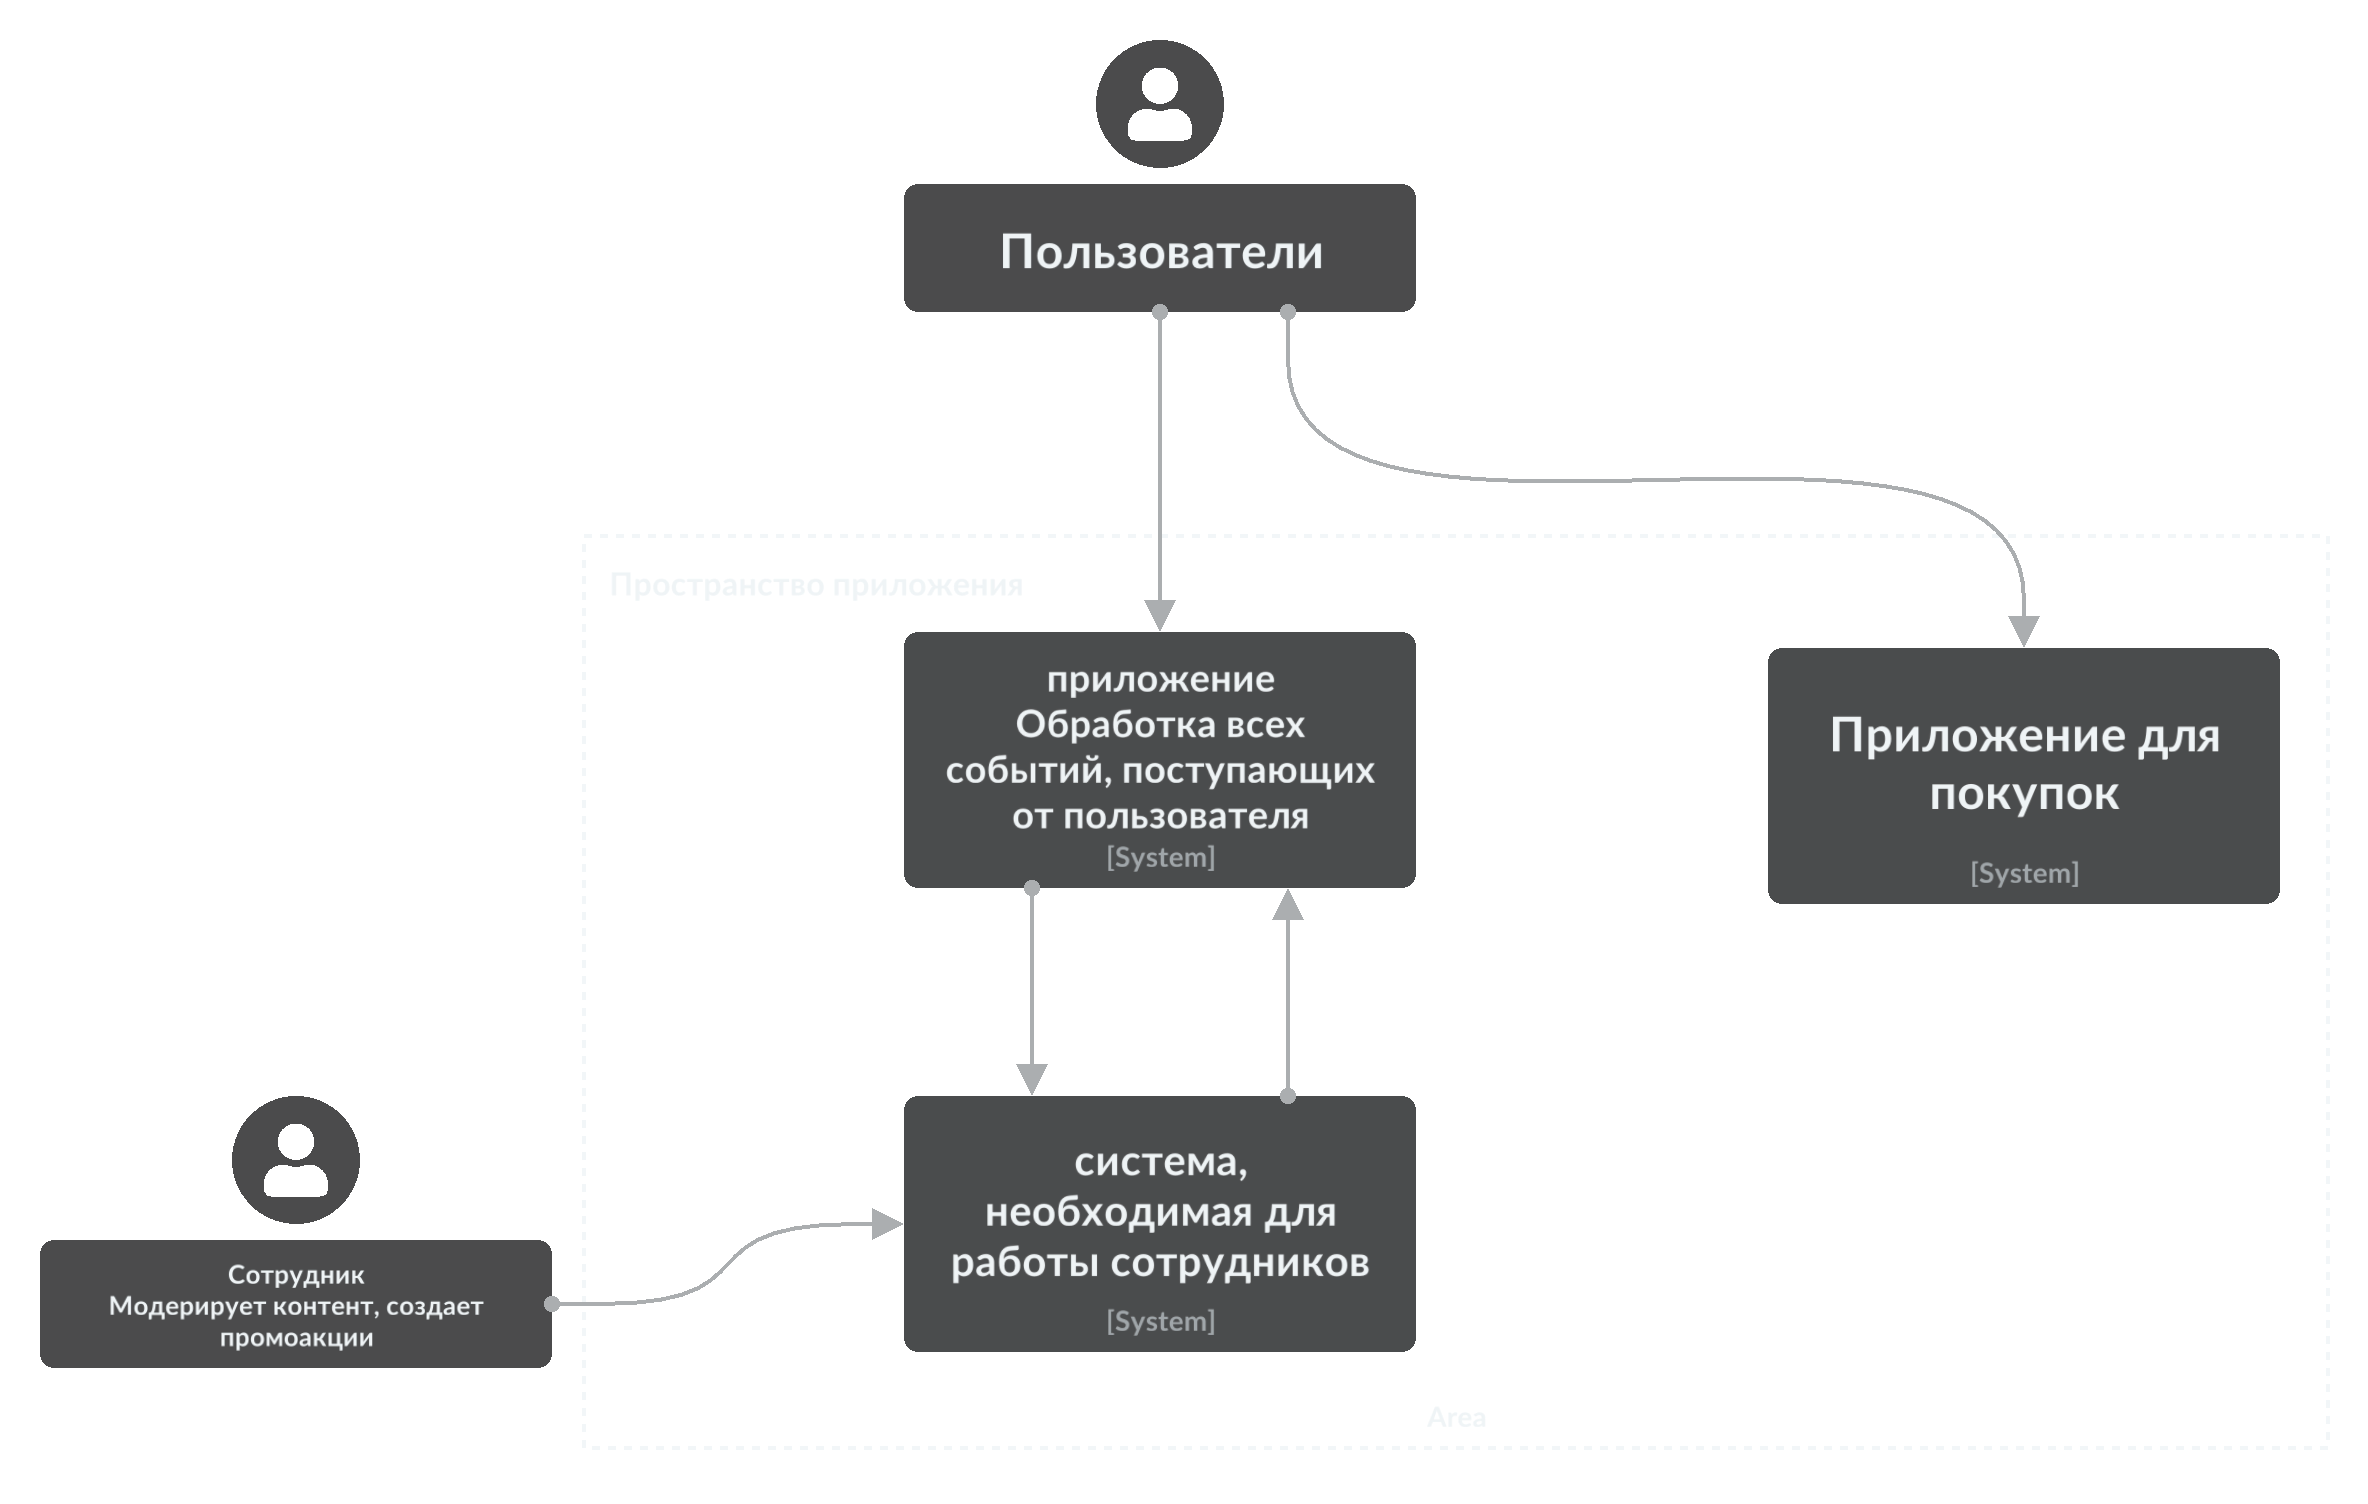 Пользователи
Пространство приложения
приложение
Обработка всех
событий, поступающих
от пользователя
[System]
Приложение для
покупок
[System]
система,
необходимая для
работы сотрудников
[System]
Сотрудник
Модерирует контент, создает
промоакции
Area